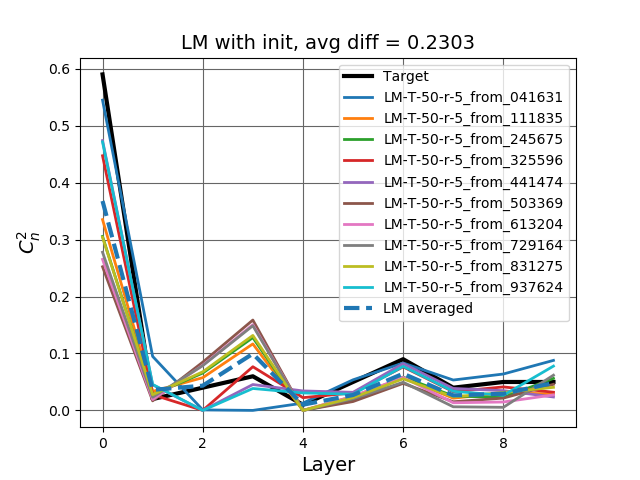 LM with init, avg diff = 0.2303
0.6
0.5
0.4
0.3
0.2
0.1
0.0
C_n^2
0
2
4
6
8
Layer
Target
LM-T-50-r-5_from_041631
LM-T-50-r-5_from_111835
LM-T-50-r-5_from_245675
LM-T-50-r-5_from_325596
LM-T-50-r-5_from_441474
LM-T-50-r-5_from_503369
LM-T-50-r-5_from_613204
LM-T-50-r-5_from_729164
LM-T-50-r-5_from_831275
LM-T-50-r-5_from_937624
LM averaged